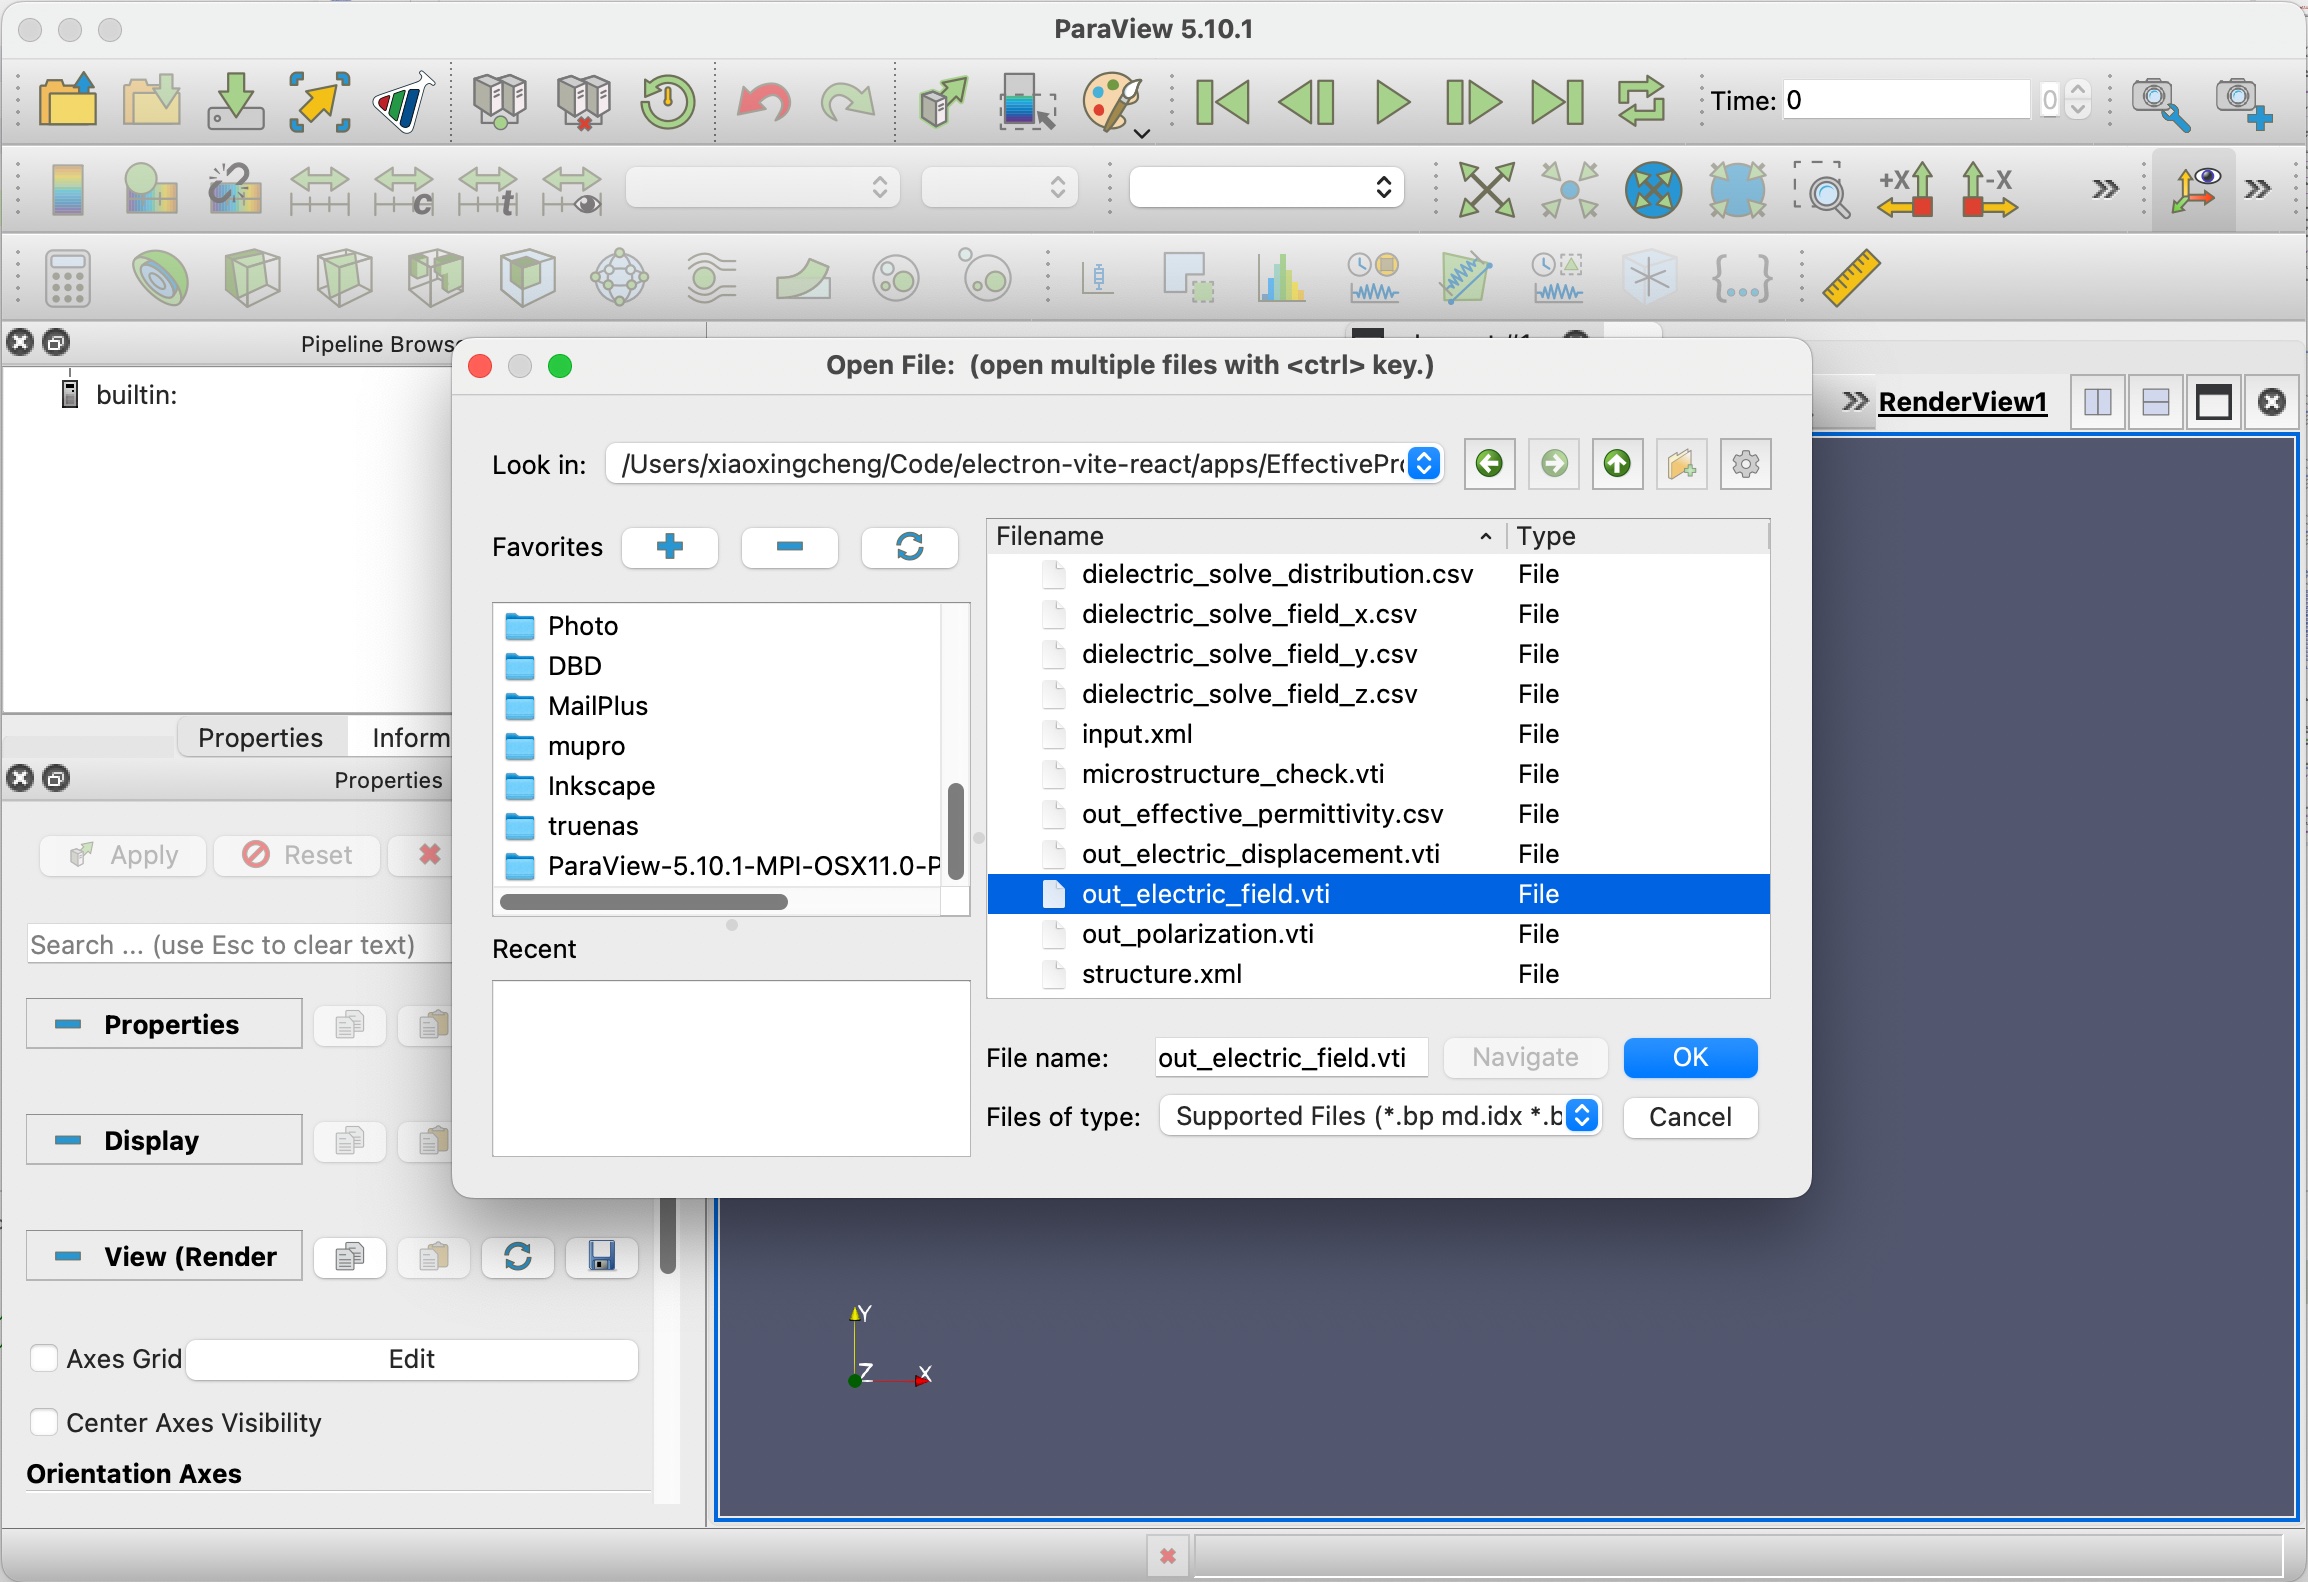 ParaView 5.10.1
Time: 0
0
c
t
+X
-X
Pipeline Browse
builtin:
RenderView1
Open File:  (open multiple files with <ctrl> key.)
Look in: /Users/xiaoxingcheng/Code/electron-vite-react/apps/EffectivePro
Favorites
Photo
DBD
MailPlus
mupro
Inkscape
truenas
ParaView-5.10.1-MPI-OSX11.0-P
Recent
Filename Type
dielectric_solve_distribution.csv File
dielectric_solve_field_x.csv File
dielectric_solve_field_y.csv File
dielectric_solve_field_z.csv File
input.xml File
microstructure_check.vti File
out_effective_permittivity.csv File
out_electric_displacement.vti File
out_electric_field.vti File
out_polarization.vti File
structure.xml File
File name: out_electric_field.vti Navigate OK
Files of type: Supported Files (*.bp md.idx *.b Cancel
Properties Inform
Properties
Apply Reset
Search ... (use Esc to clear text)
Properties
Display
View (Render
Axes Grid Edit
Center Axes Visibility
Orientation Axes
Y
Z X